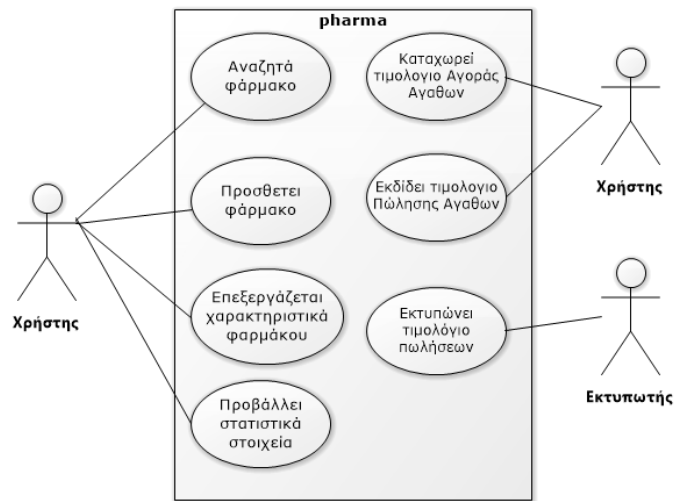 pharma
Αναζητά
φάρμακο
Προσθετει
φάρμακο
Επεξεργάζεται
χαρακτηριστικά
φαρμάκου
Προβάλλει
στατιστικά
στοιχεία
Καταχωρεί
τιμολογιο Αγοράς
Αγαθων
Εκδίδει τιμολογιο
Πώλησης Αγαθων
Εκτυπώνει
τιμολόγιο
πωλήσεων
Χρήστης
Χρήστης
Εκτυπωτής